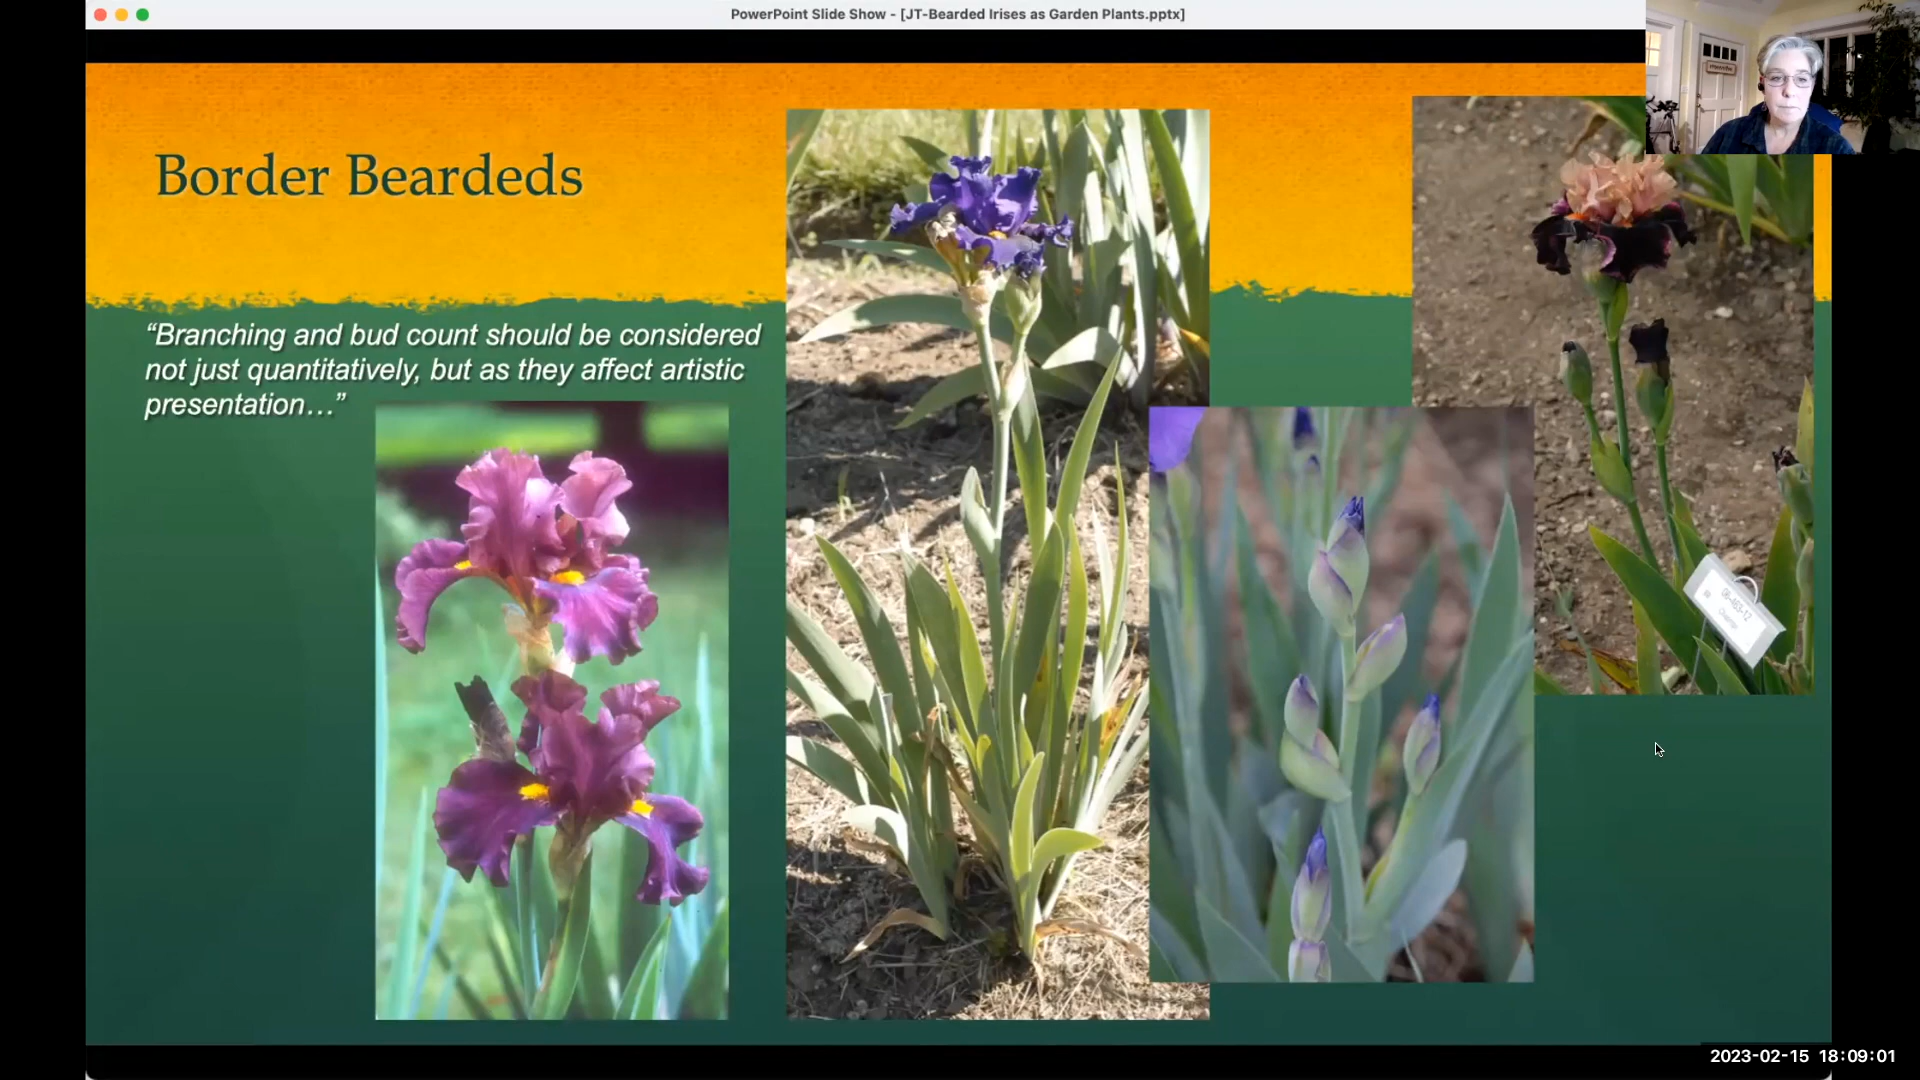 PowerPoint Slide Show - [JT-Bearded Irises as Garden Plants.pptx]
Border Beardeds
“Branching and bud count should be considered
not just quantitatively, but as they affect artistic
presentation…”
2023-02-15 18:09:01